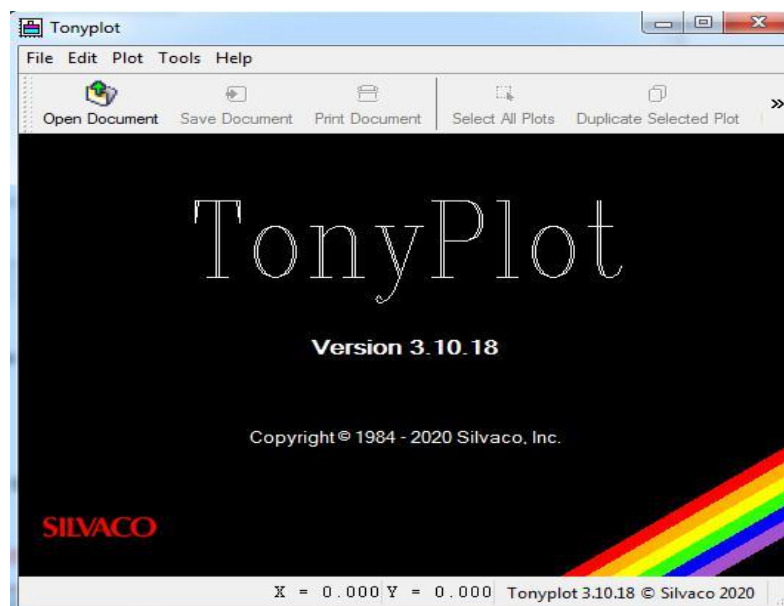 Tonyplot
File Edit Plot Tools Help
Open Document Save Document Print Document Select All Plots Duplicate Selected Plot
TonyPlot
Version 3.10.18
Copyright © 1984 - 2020 Silvaco, Inc.
SILVACO
X = 0.000 Y = 0.000 Tonyplot 3.10.18 © Silvaco 2020